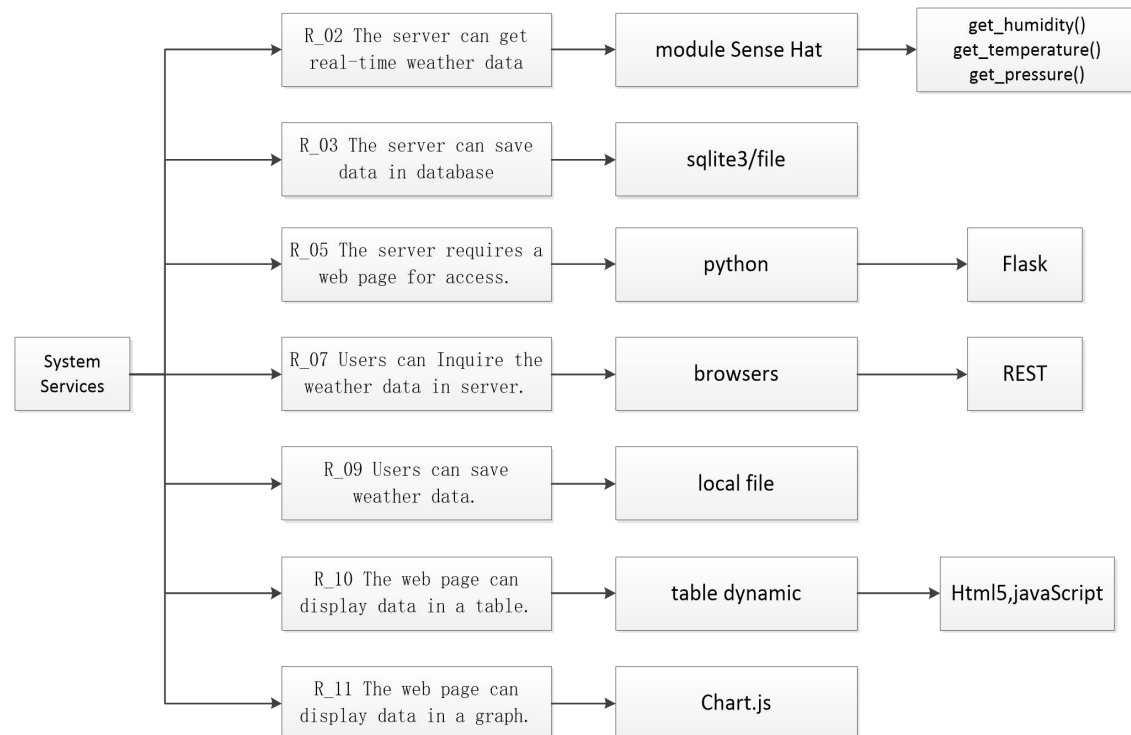 R_02 The server can get
real-time weather data
module Sense Hat
get_humidity()
get_temperature()
get_pressure()
R_03 The server can save
data in database
sqlite3/file
R_05 The server requires a
web page for access.
python
Flask
System
Services
R_07 Users can Inquire the
weather data in server.
browsers
REST
R_09 Users can save
weather data.
local file
R_10 The web page can
display data in a table.
table dynamic
Html5,javaScript
R_11 The web page can
display data in a graph.
Chart.js